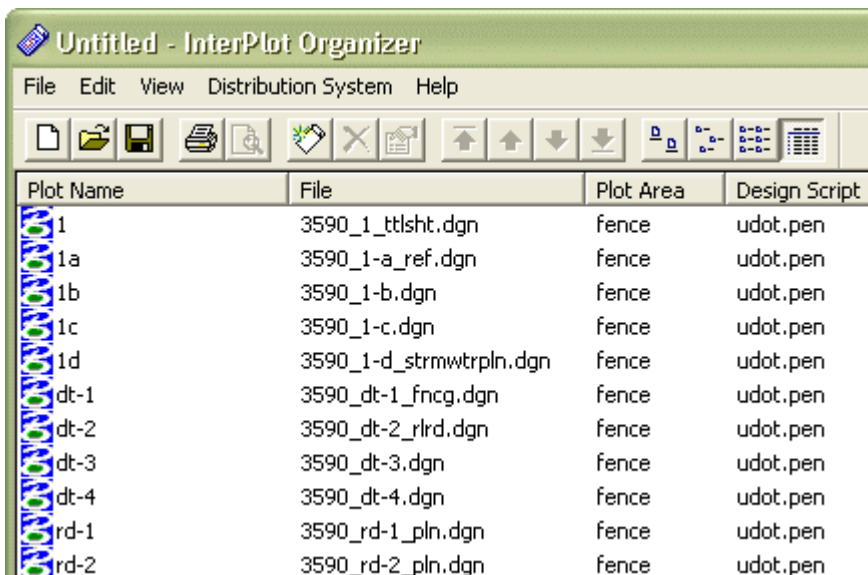 Untitled - InterPlot Organizer
File Edit View Distribution System Help
Plot Name File Plot Area Design Script
1 3590_1_ttlsht.dgn fence udot.pen
1a 3590_1-a_ref.dgn fence udot.pen
1b 3590_1-b.dgn fence udot.pen
1c 3590_1-c.dgn fence udot.pen
1d 3590_1-d_strmwtrpln.dgn fence udot.pen
dt-1 3590_dt-1_fncg.dgn fence udot.pen
dt-2 3590_dt-2_rlrd.dgn fence udot.pen
dt-3 3590_dt-3.dgn fence udot.pen
dt-4 3590_dt-4.dgn fence udot.pen
rd-1 3590_rd-1_pln.dgn fence udot.pen
rd-2 3590_rd-2_pln.dgn fence udot.pen